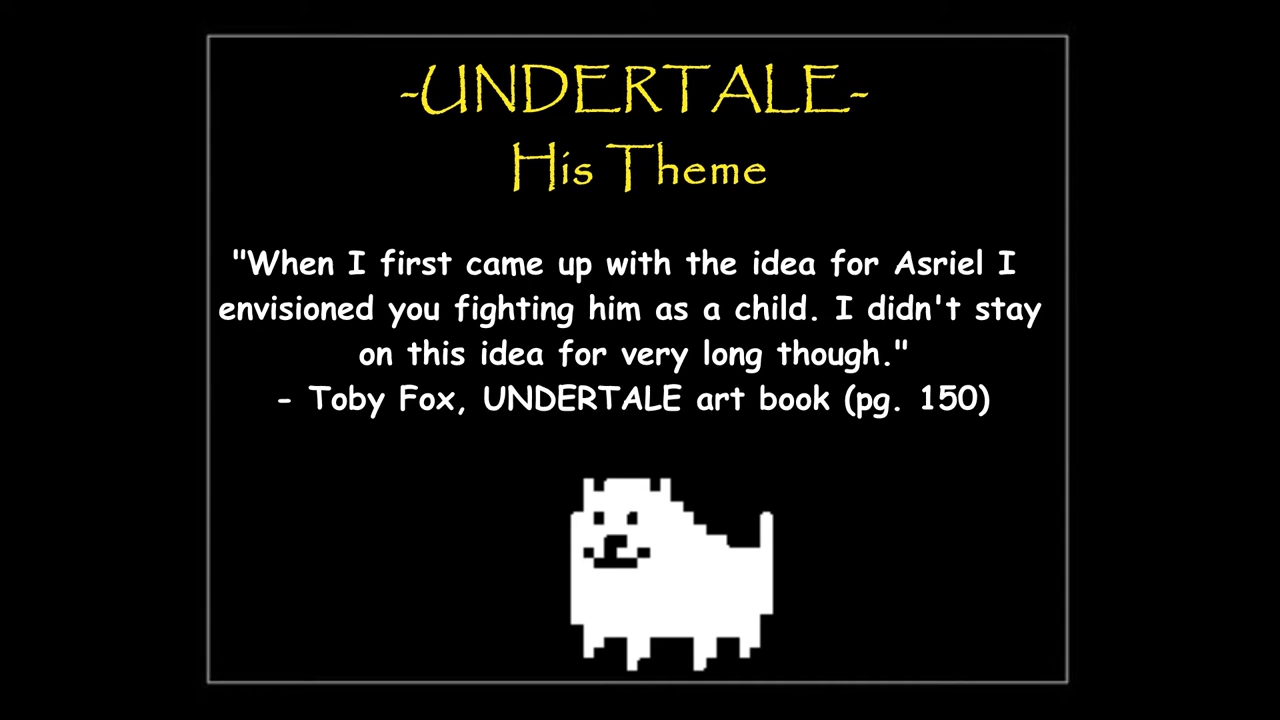 -UNDERTALE-
His Theme
"When I first came up with the idea for Asriel I
envisioned you fighting him as a child. I didn't stay
on this idea for very long though."
- Toby Fox, UNDERTALE art book (pg. 150)